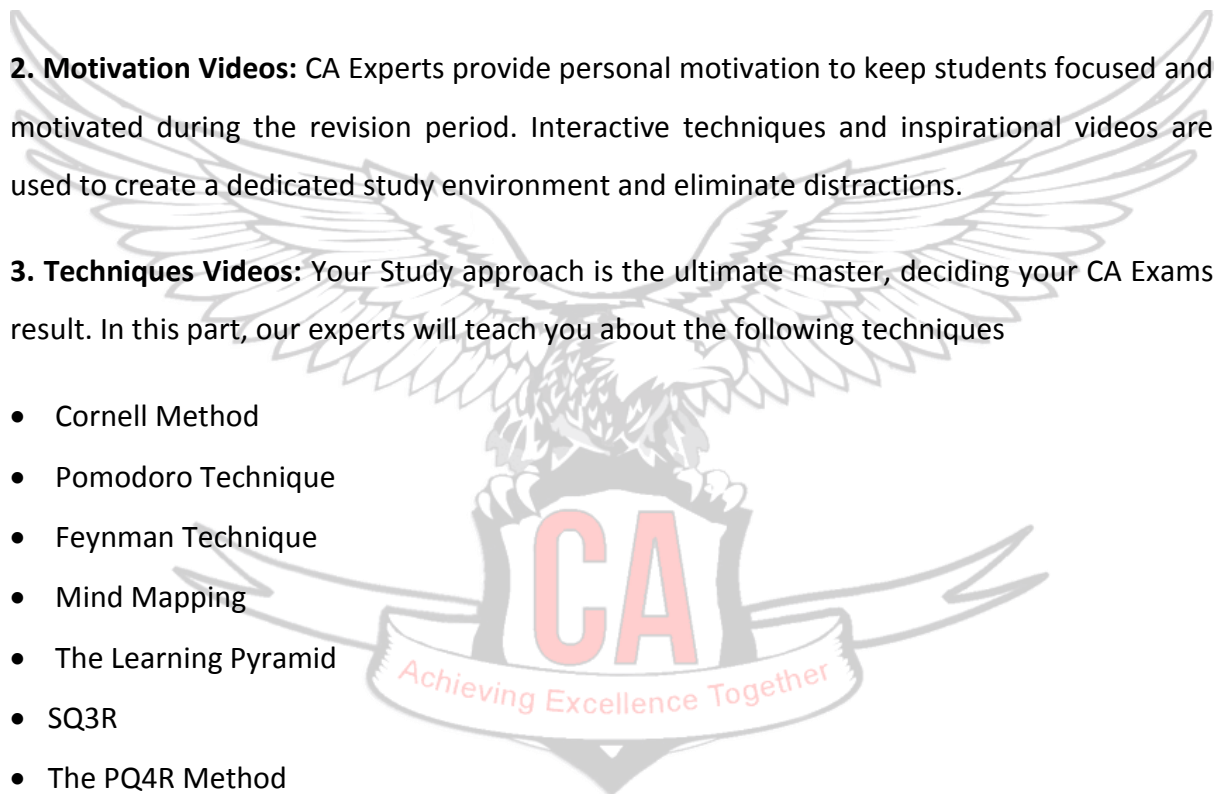 2. Motivation Videos: CA Experts provide personal motivation to keep students focused and
motivated during the revision period. Interactive techniques and inspirational videos are
used to create a dedicated study environment and eliminate distractions.
3. Techniques Videos: Your Study approach is the ultimate master, deciding your CA Exams
result. In this part, our experts will teach you about the following techniques
• Cornell Method
• Pomodoro Technique
• Feynman Technique
• Mind Mapping
• The Learning Pyramid
• SQ3R
• The PQ4R Method
CA
Achieving Excellence Together